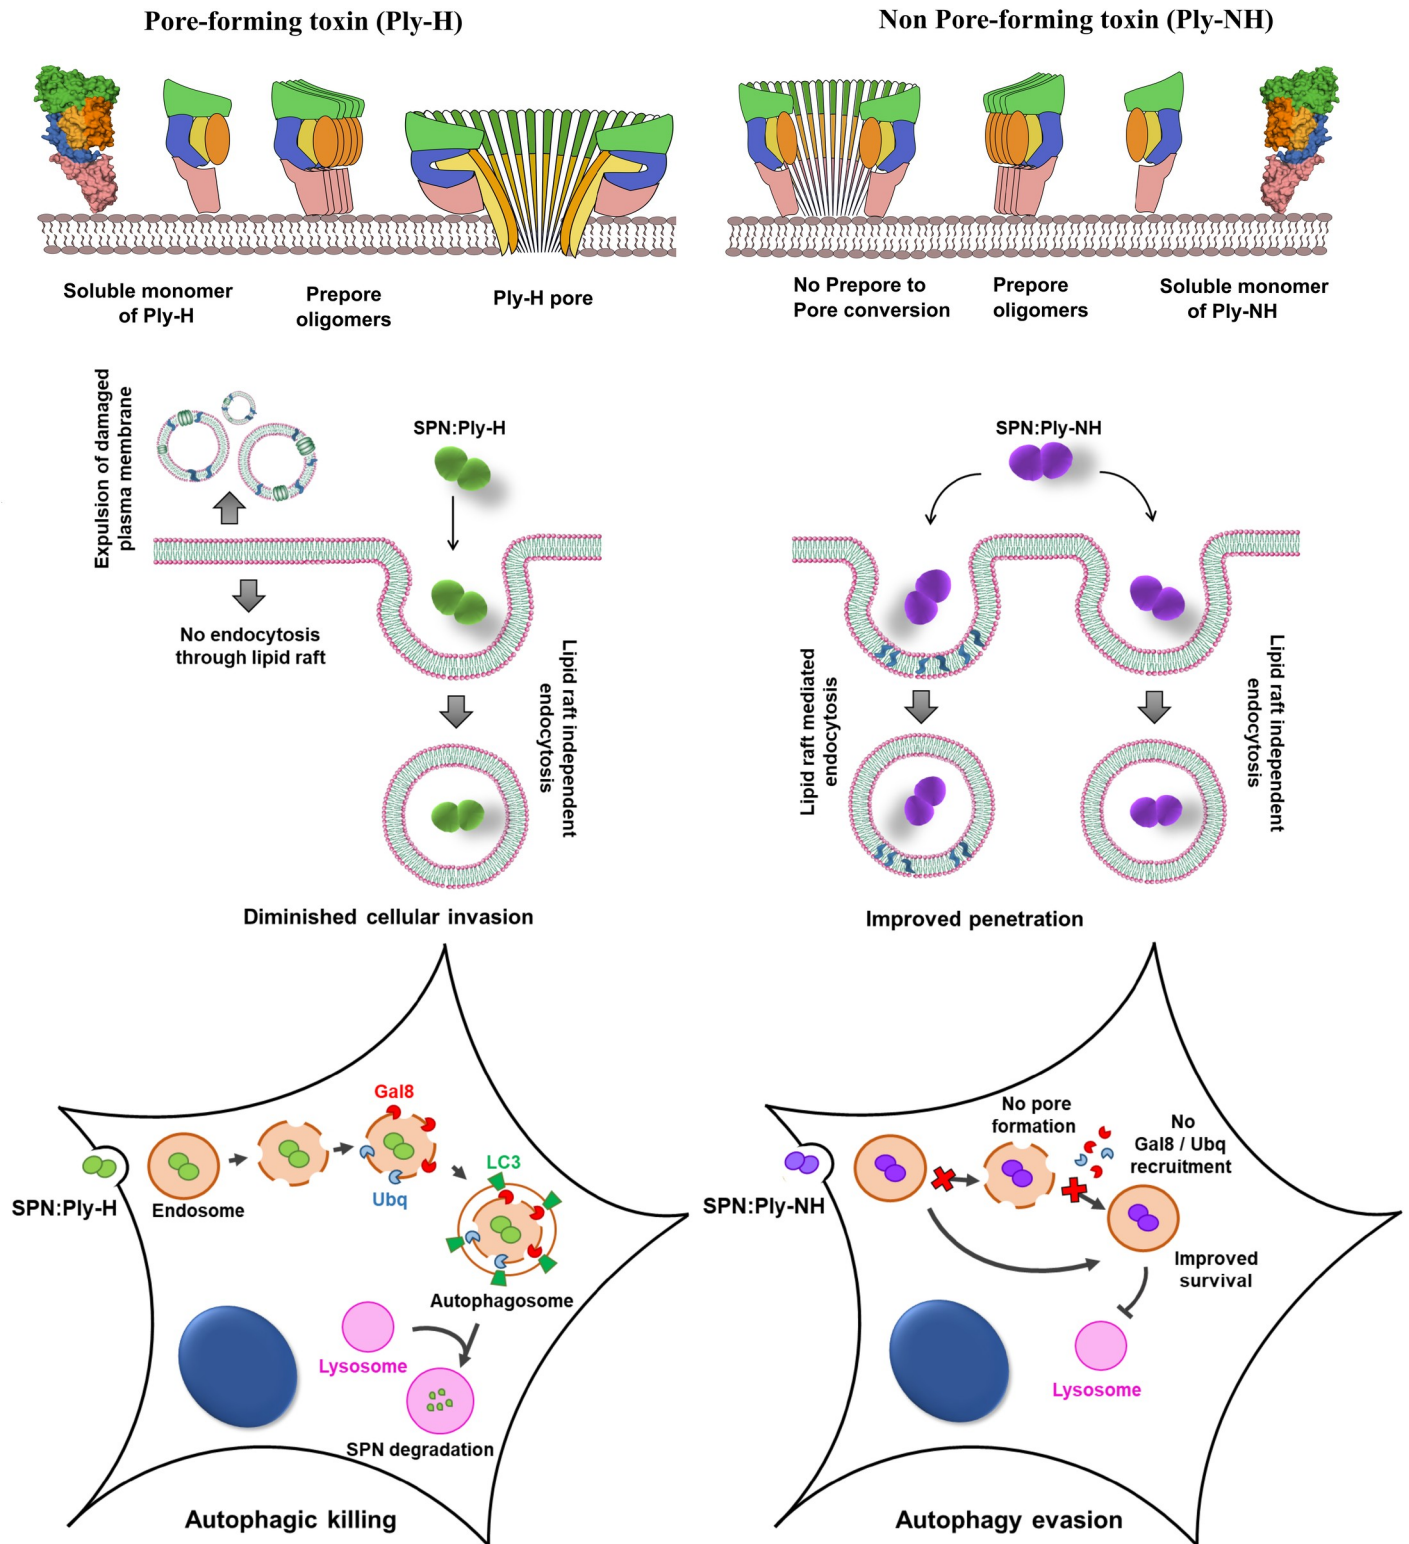 Pore-forming toxin (Ply-H)
Non Pore-forming toxin (Ply-NH)
Soluble monomer
of Ply-H
Prepore
oligomers
Ply-H pore
No Prepore to
Pore conversion
Prepore
oligomers
Soluble monomer
of Ply-NH
Expulsion of damaged
plasma membrane
SPN:Ply-H
No endocytosis
through lipid raft
Lipid raft independent
endocytosis
SPN:Ply-NH
Lipid raft mediated
endocytosis
Lipid raft independent
endocytosis
Diminished cellular invasion
Improved penetration
SPN:Ply-H
Endosome
Gal8
Ubq
LC3
Autophagosome
Lysosome
SPN degradation
Autophagic killing
SPN:Ply-NH
No pore
formation
No
Gal8 / Ubq
recruitment
Improved
survival
Lysosome
Autophagy evasion